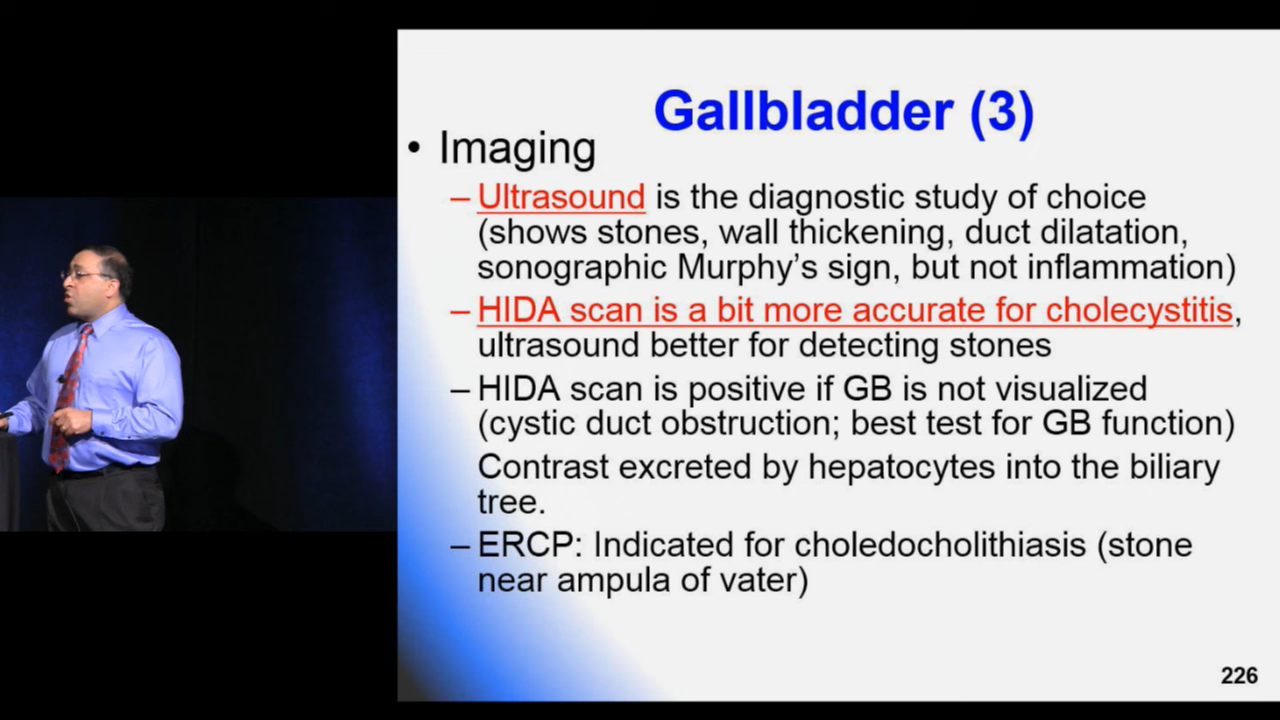 Gallbladder (3)
• Imaging
– Ultrasound is the diagnostic study of choice
(shows stones, wall thickening, duct dilatation,
sonographic Murphy’s sign, but not inflammation)
– HIDA scan is a bit more accurate for cholecystitis,
ultrasound better for detecting stones
– HIDA scan is positive if GB is not visualized
(cystic duct obstruction; best test for GB function)
Contrast excreted by hepatocytes into the biliary
tree.
– ERCP: Indicated for choledocholithiasis (stone
near ampula of vater)
226